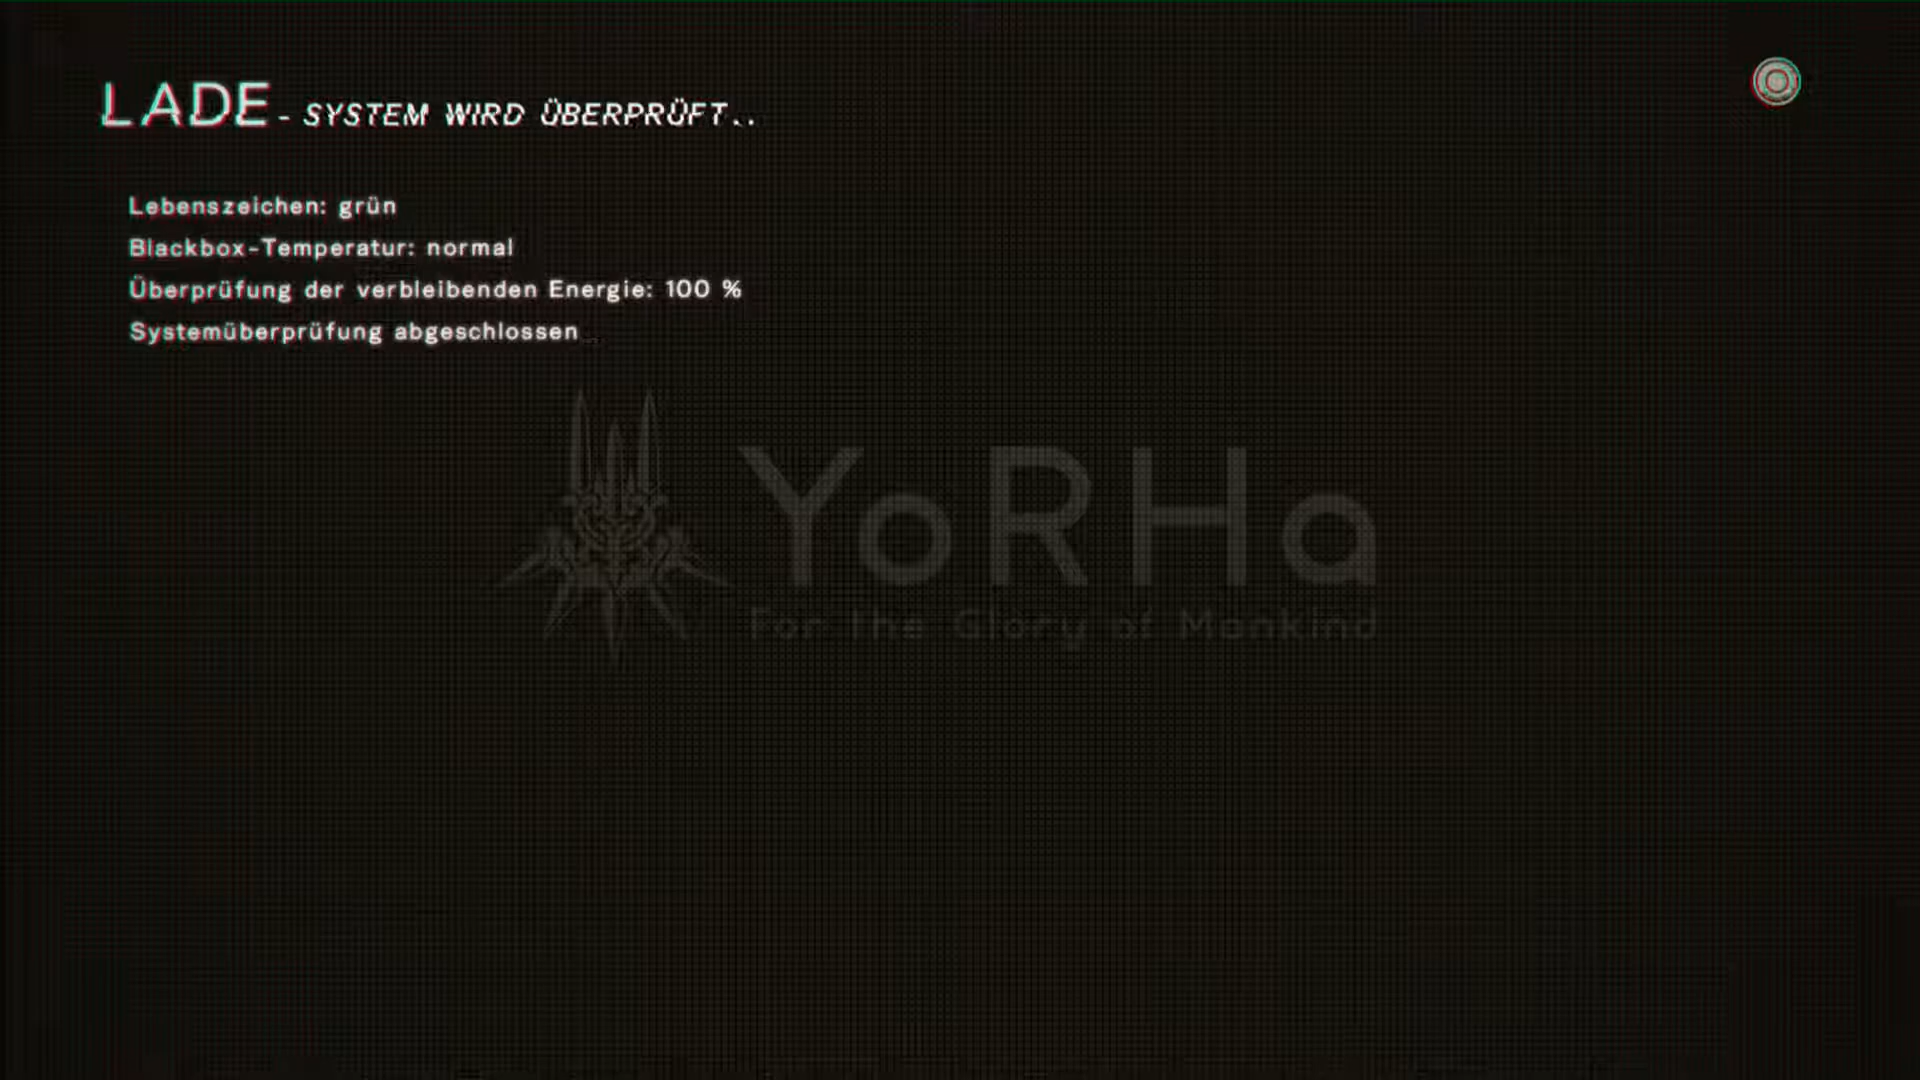 LADE - SYSTEM WIRD ÜBERPRÜFT..
Lebenszeichen: grün
Blackbox-Temperatur: normal
Überprüfung der verbleibenden Energie: 100 %
Systemüberprüfung abgeschlossen
YoRHa
For the Glory of Mankind